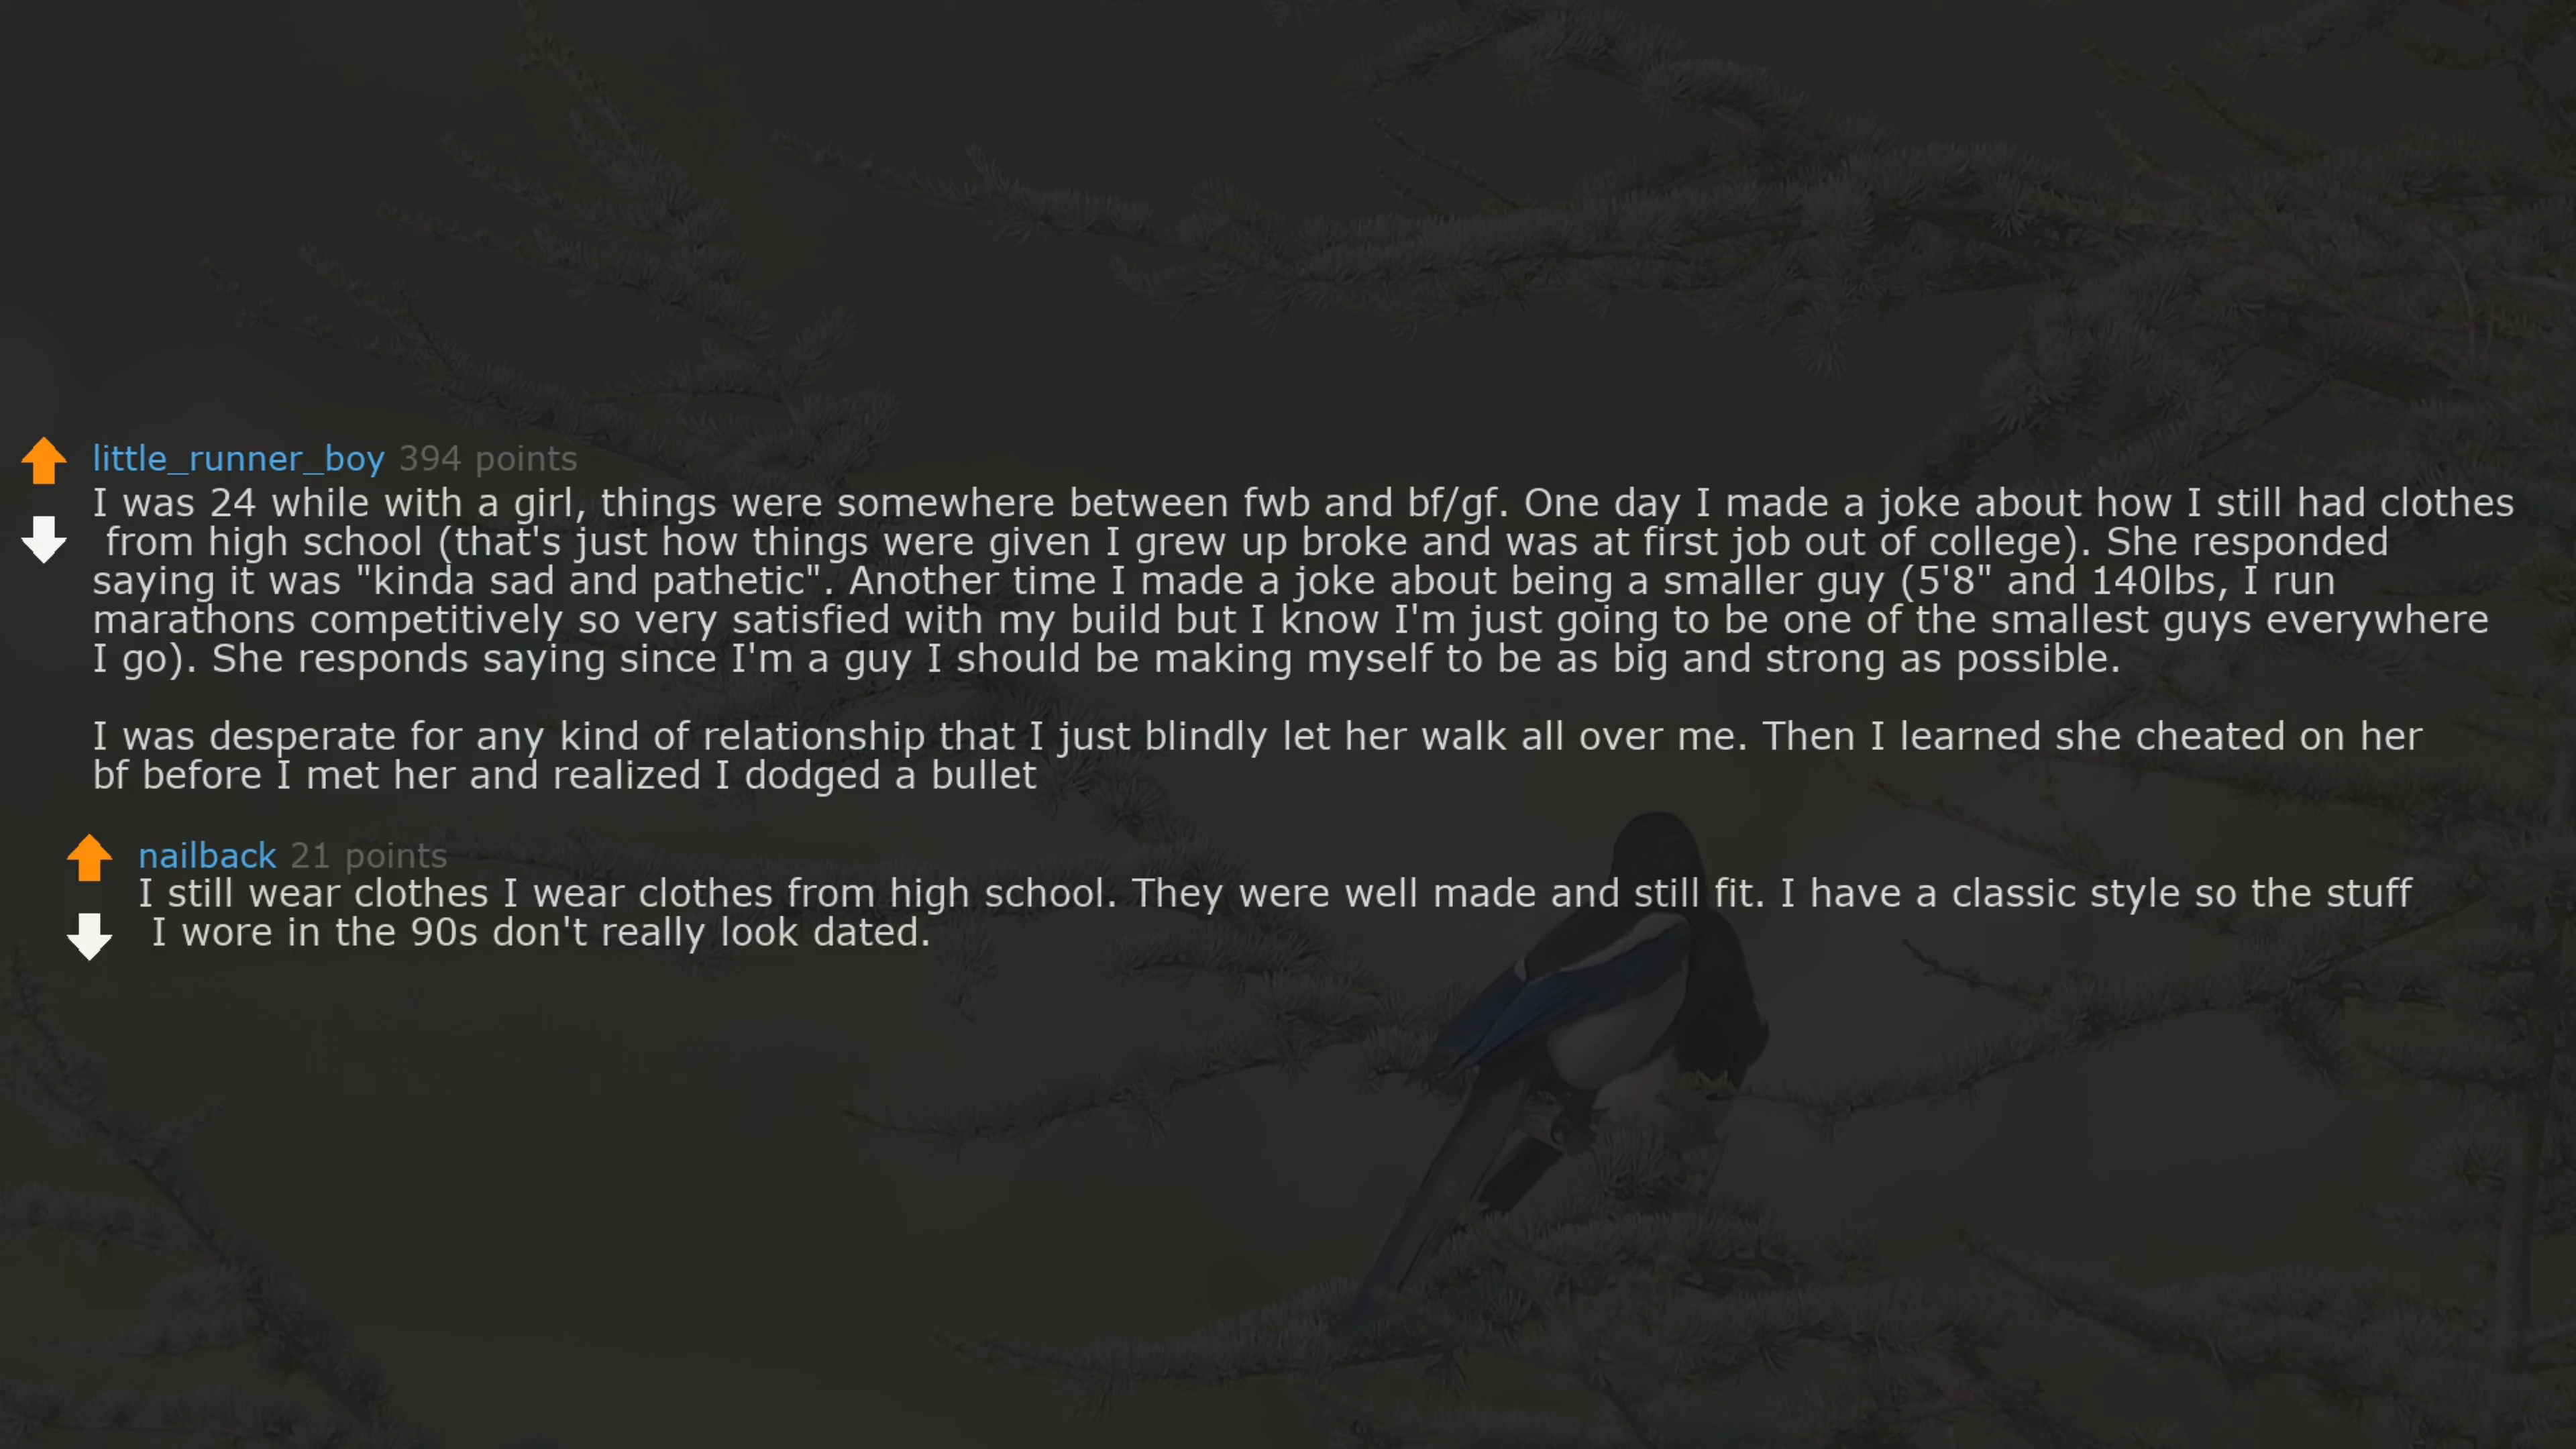 little_runner_boy 394 points
I was 24 while with a girl, things were somewhere between fwb and bf/gf. One day I made a joke about how I still had clothes
from high school (that's just how things were given I grew up broke and was at first job out of college). She responded
saying it was "kinda sad and pathetic". Another time I made a joke about being a smaller guy (5'8" and 140lbs, I run
marathons competitively so very satisfied with my build but I know I'm just going to be one of the smallest guys everywhere
I go). She responds saying since I'm a guy I should be making myself to be as big and strong as possible.
I was desperate for any kind of relationship that I just blindly let her walk all over me. Then I learned she cheated on her
bf before I met her and realized I dodged a bullet
nailback 21 points
I still wear clothes I wear clothes from high school. They were well made and still fit. I have a classic style so the stuff
I wore in the 90s don't really look dated.